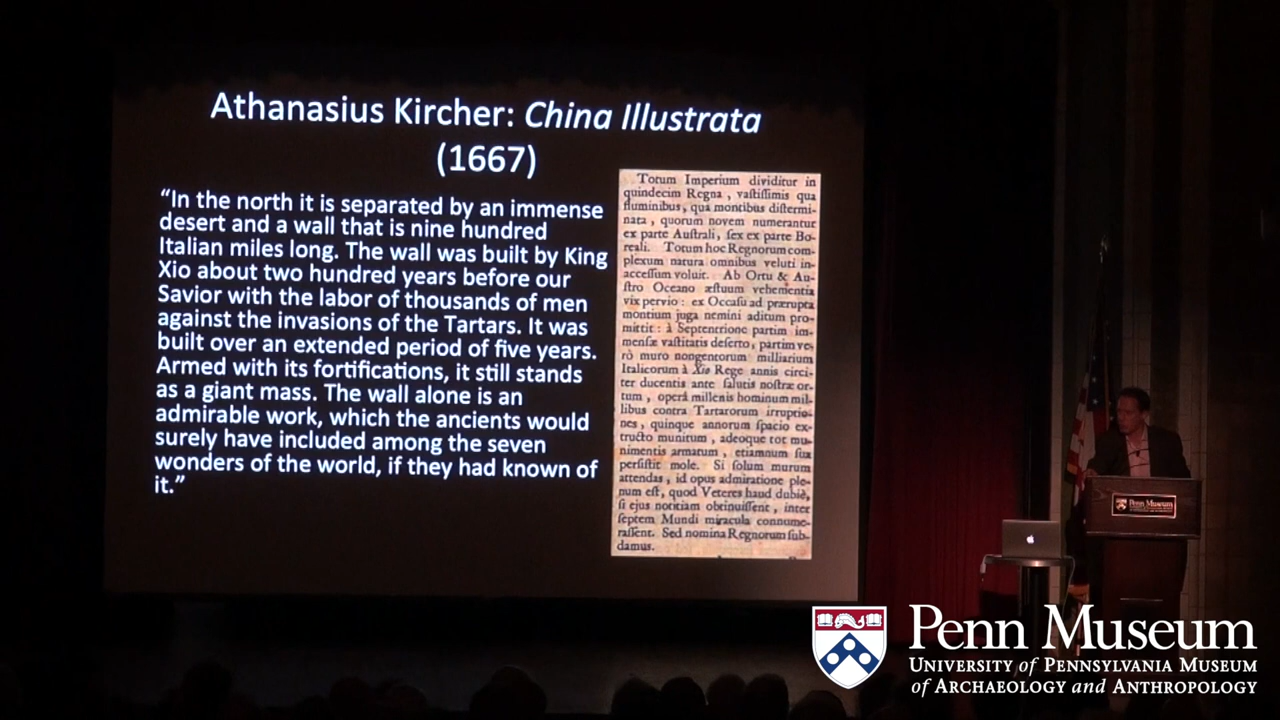 Athanasius Kircher: China Illustrata
(1667)
“In the north it is separated by an immense
desert and a wall that is nine hundred
Italian miles long. The wall was built by King
Xio about two hundred years before our
Savior with the labor of thousands of men
against the invasions of the Tartars. It was
built over an extended period of five years.
Armed with its fortifications, it still stands
as a giant mass. The wall alone is an
admirable work, which the ancients would
surely have included among the seven
wonders of the world, if they had known of
it.”
Totum Imperium dividitur in
quindecim Regna, vaſtiſſimis qua
fluminibus, qua montibus diſtermi-
nata, quorum novem numerantur
ex parte Auſtrali, ſex ex parte Bo-
reali. Totum hoc Regnorum com-
plexum natura omnibus veluti in-
acceſſum voluit. Ab Ortu & Au-
ſtro Oceano æſtuum vehementia
vix pervio: ex Occaſu ad prærupta
montium juga nemini aditum pro-
mittit: à Septentrione partim im-
menſæ vaſtitatis deſerto, partim ve-
rò muro nongentorum milliarium
Italicorum à Xio Rege annis circi-
ter ducentis ante ſalutis noſtræ or-
tum, operâ millenis hominum mil-
libus contra Tartarorum irruptio-
nes, quinque annorum ſpacio ex-
tructo munitum, adeoque tot mu-
nimentis armatum, etiamnum ſua
perſiſtit mole. Si ſolum murum
attendas, id opus admiratione ple-
num eſt, quod Veteres haud dubiè,
ſi ejus notitiam obtinuiſſent, inter
ſeptem Mundi miracula connume-
raſſent. Sed nomina Regnorum ſub-
damus.
Penn Museum
Penn Museum
UNIVERSITY of PENNSYLVANIA MUSEUM
of ARCHAEOLOGY and ANTHROPOLOGY